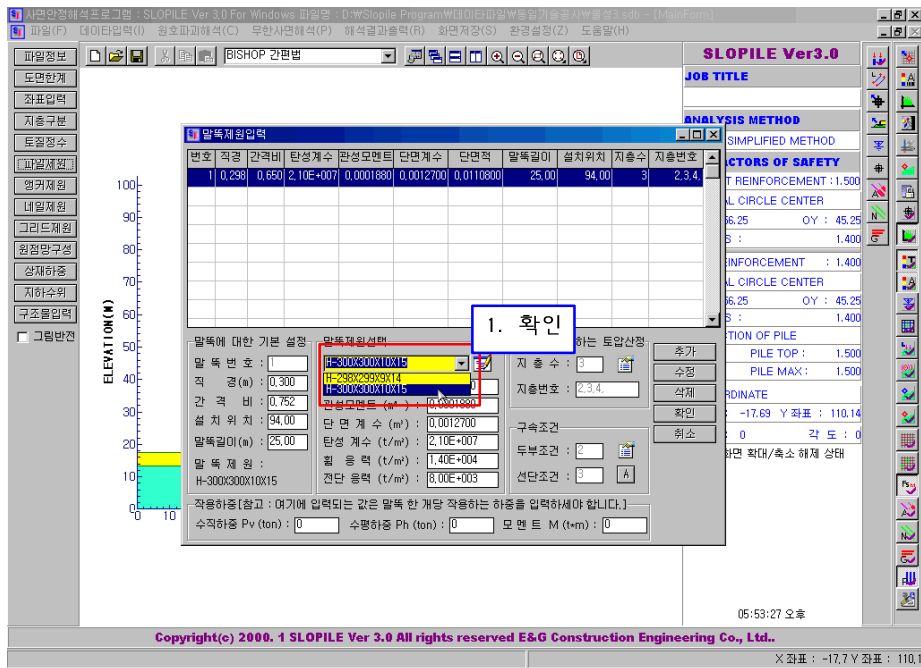 사면안정해석프로그램 : SLOPILE Ver 3,0 For Windows 파일명 : D:\Slopile Program\데이타파일\동일기술공사\물성3.sdb - [MainForm]
파일(F) 데이타입력(I) 원호파괴해석(C) 무한사면해석(P) 해석결과출력(R) 화면저장(S) 환경설정(Z) 도움말(H)
파일정보
BISHOP 간편법
도면한계
좌표입력
지층구분
토질정수
파일제원
앵커제원
네일제원
그리드제원
원점망구성
상재하중
지하수위
구조물입력
그림반전
ELEVATION(M)
100
90
80
70
60
50
40
30
20
10
0
0 10
말뚝제원입력
번호 직경 간격비 탄성계수 관성모멘트 단면계수 단면적 말뚝길이 설치위치 지층수 지층번호
1 0,298 0,650 2,10E+007 0,0001880 0,0012700 0,0110800 25,00 94,00 3 2,3,4,
1. 확인
말뚝에 대한 기본 설정
말 뚝 번 호 : 1
직 경(m) : 0,300
간 격 비 : 0,752
설 치 위 치 : 94,00
말뚝길이(m) : 25,00
말 뚝 제 원 :
H-300X300X10X15
말뚝제원선택
H-300X300X10X15
H-298X299X9X14
H-300X300X10X15
관성모멘트 (m⁴) : 0,0001880
단 면 계 수 (m³) : 0,0012700
탄성 계수 (t/m²) : 2,10E+007
휨 응 력 (t/m²) : 1,40E+004
전단 응력 (t/m²) : 8,00E+003
하는 토압산정
지 층 수 : 3
지층번호 : 2,3,4,
구속조건
두부조건 : 2
선단조건 : 3 A
추가
수정
삭제
확인
취소
작용하중[참고 : 여기에 입력되는 값은 말뚝 한 개당 작용하는 하중을 입력하세야 합니다.]
수직하중 Pv (ton) : 0 수평하중 Ph (ton) : 0 모 멘 트 M (t*m) : 0
SLOPILE Ver3.0
JOB TITLE
ANALYSIS METHOD
SIMPLIFIED METHOD
CTORS OF SAFETY
T REINFORCEMENT : 1.500
L CIRCLE CENTER
56.25 OY : 45.25
S : 1.400
INFORCEMENT : 1.400
L CIRCLE CENTER
56.25 OY : 45.25
S : 1.400
TION OF PILE
PILE TOP : 1.500
PILE MAX : 1.500
RDINATE
: -17.69 Y 좌표 : 110.14
: 0 각 도 : 0
화면 확대/축소 해제 상태
05:53:27 오후
Copyright(c) 2000. 1 SLOPILE Ver 3.0 All rights reserved E&G Construction Engineering Co., Ltd..
X 좌표 : -17,7 Y 좌표 : 110,1